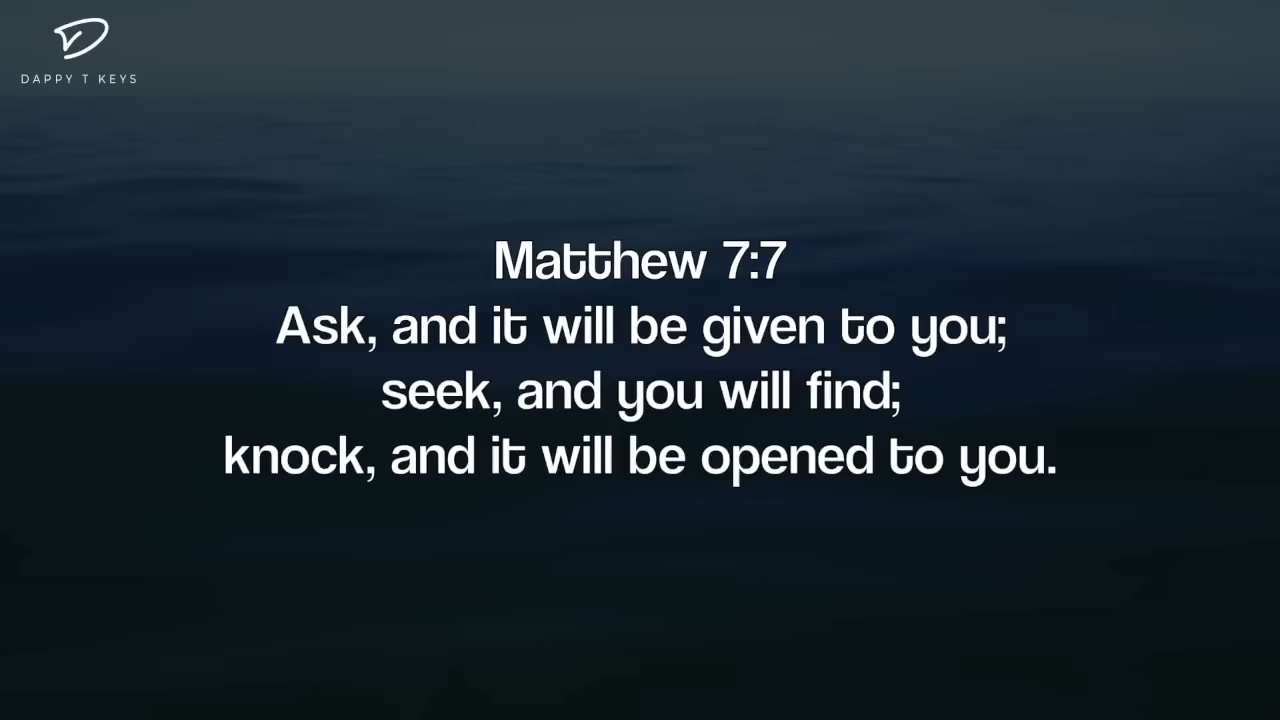 DAPPY T KEYS
Matthew 7:7
Ask, and it will be given to you;
seek, and you will find;
knock, and it will be opened to you.